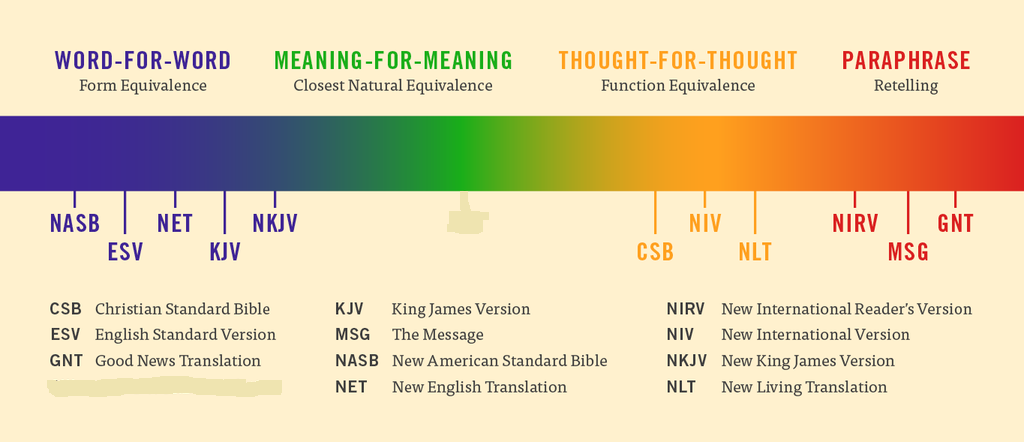 WORD-FOR-WORD MEANING-FOR-MEANING THOUGHT-FOR-THOUGHT PARAPHRASE
Form Equivalence Closest Natural Equivalence Function Equivalence Retelling
NASB NET NKJV NIV NIRV GNT
ESV KJV CSB NLT MSG
CSB Christian Standard Bible
ESV English Standard Version
GNT Good News Translation
KJV King James Version
MSG The Message
NASB New American Standard Bible
NET New English Translation
NIRV New International Reader's Version
NIV New International Version
NKJV New King James Version
NLT New Living Translation